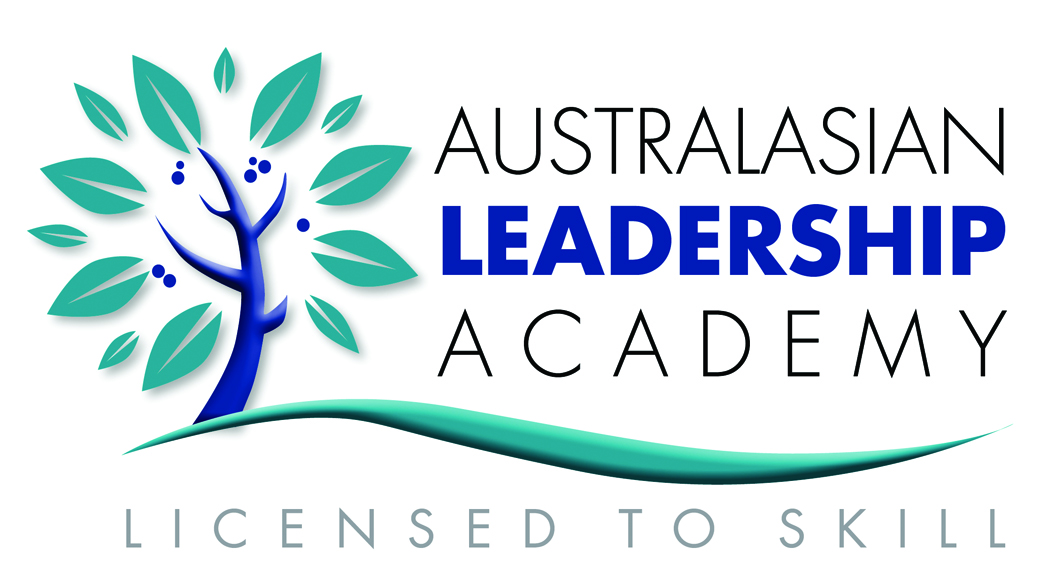 AUSTRALASIAN
LEADERSHIP
ACADEMY
LICENSED TO SKILL